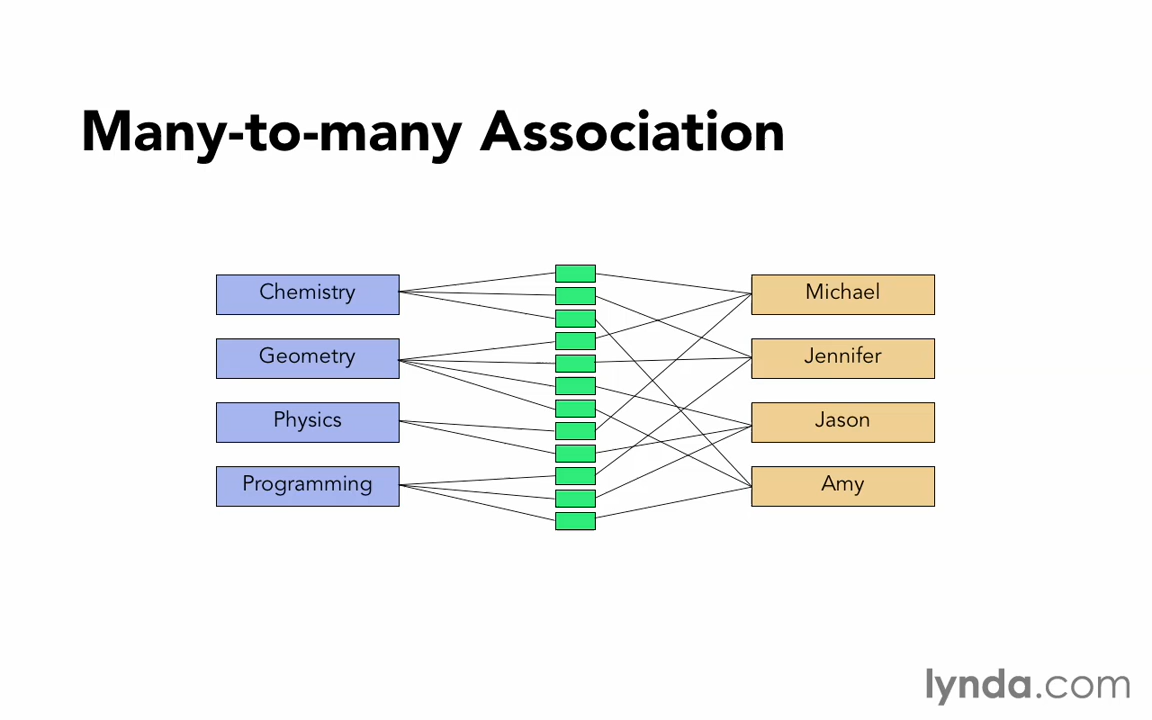 Many-to-many Association
Chemistry
Michael
Geometry
Jennifer
Physics
Jason
Programming
Amy
lynda.com